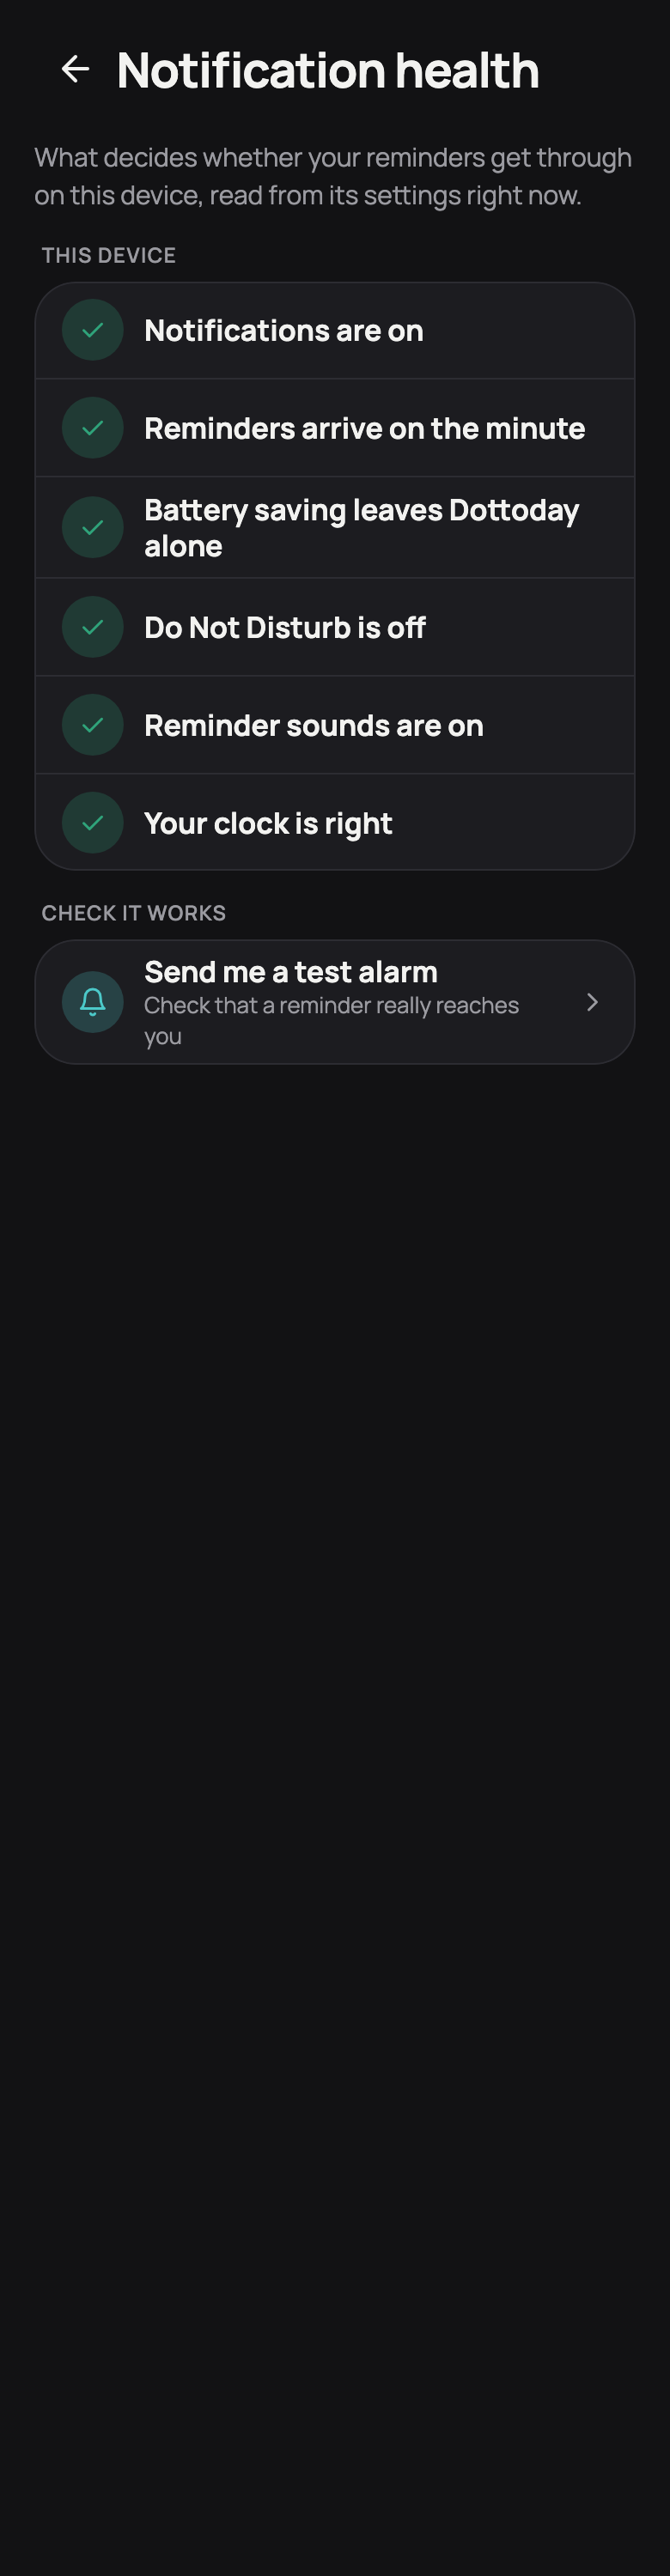 Notification health
What decides whether your reminders get through
on this device, read from its settings right now.
THIS DEVICE
Notifications are on
Reminders arrive on the minute
Battery saving leaves Dottoday
alone
Do Not Disturb is off
Reminder sounds are on
Your clock is right
CHECK IT WORKS
Send me a test alarm
Check that a reminder really reaches
you